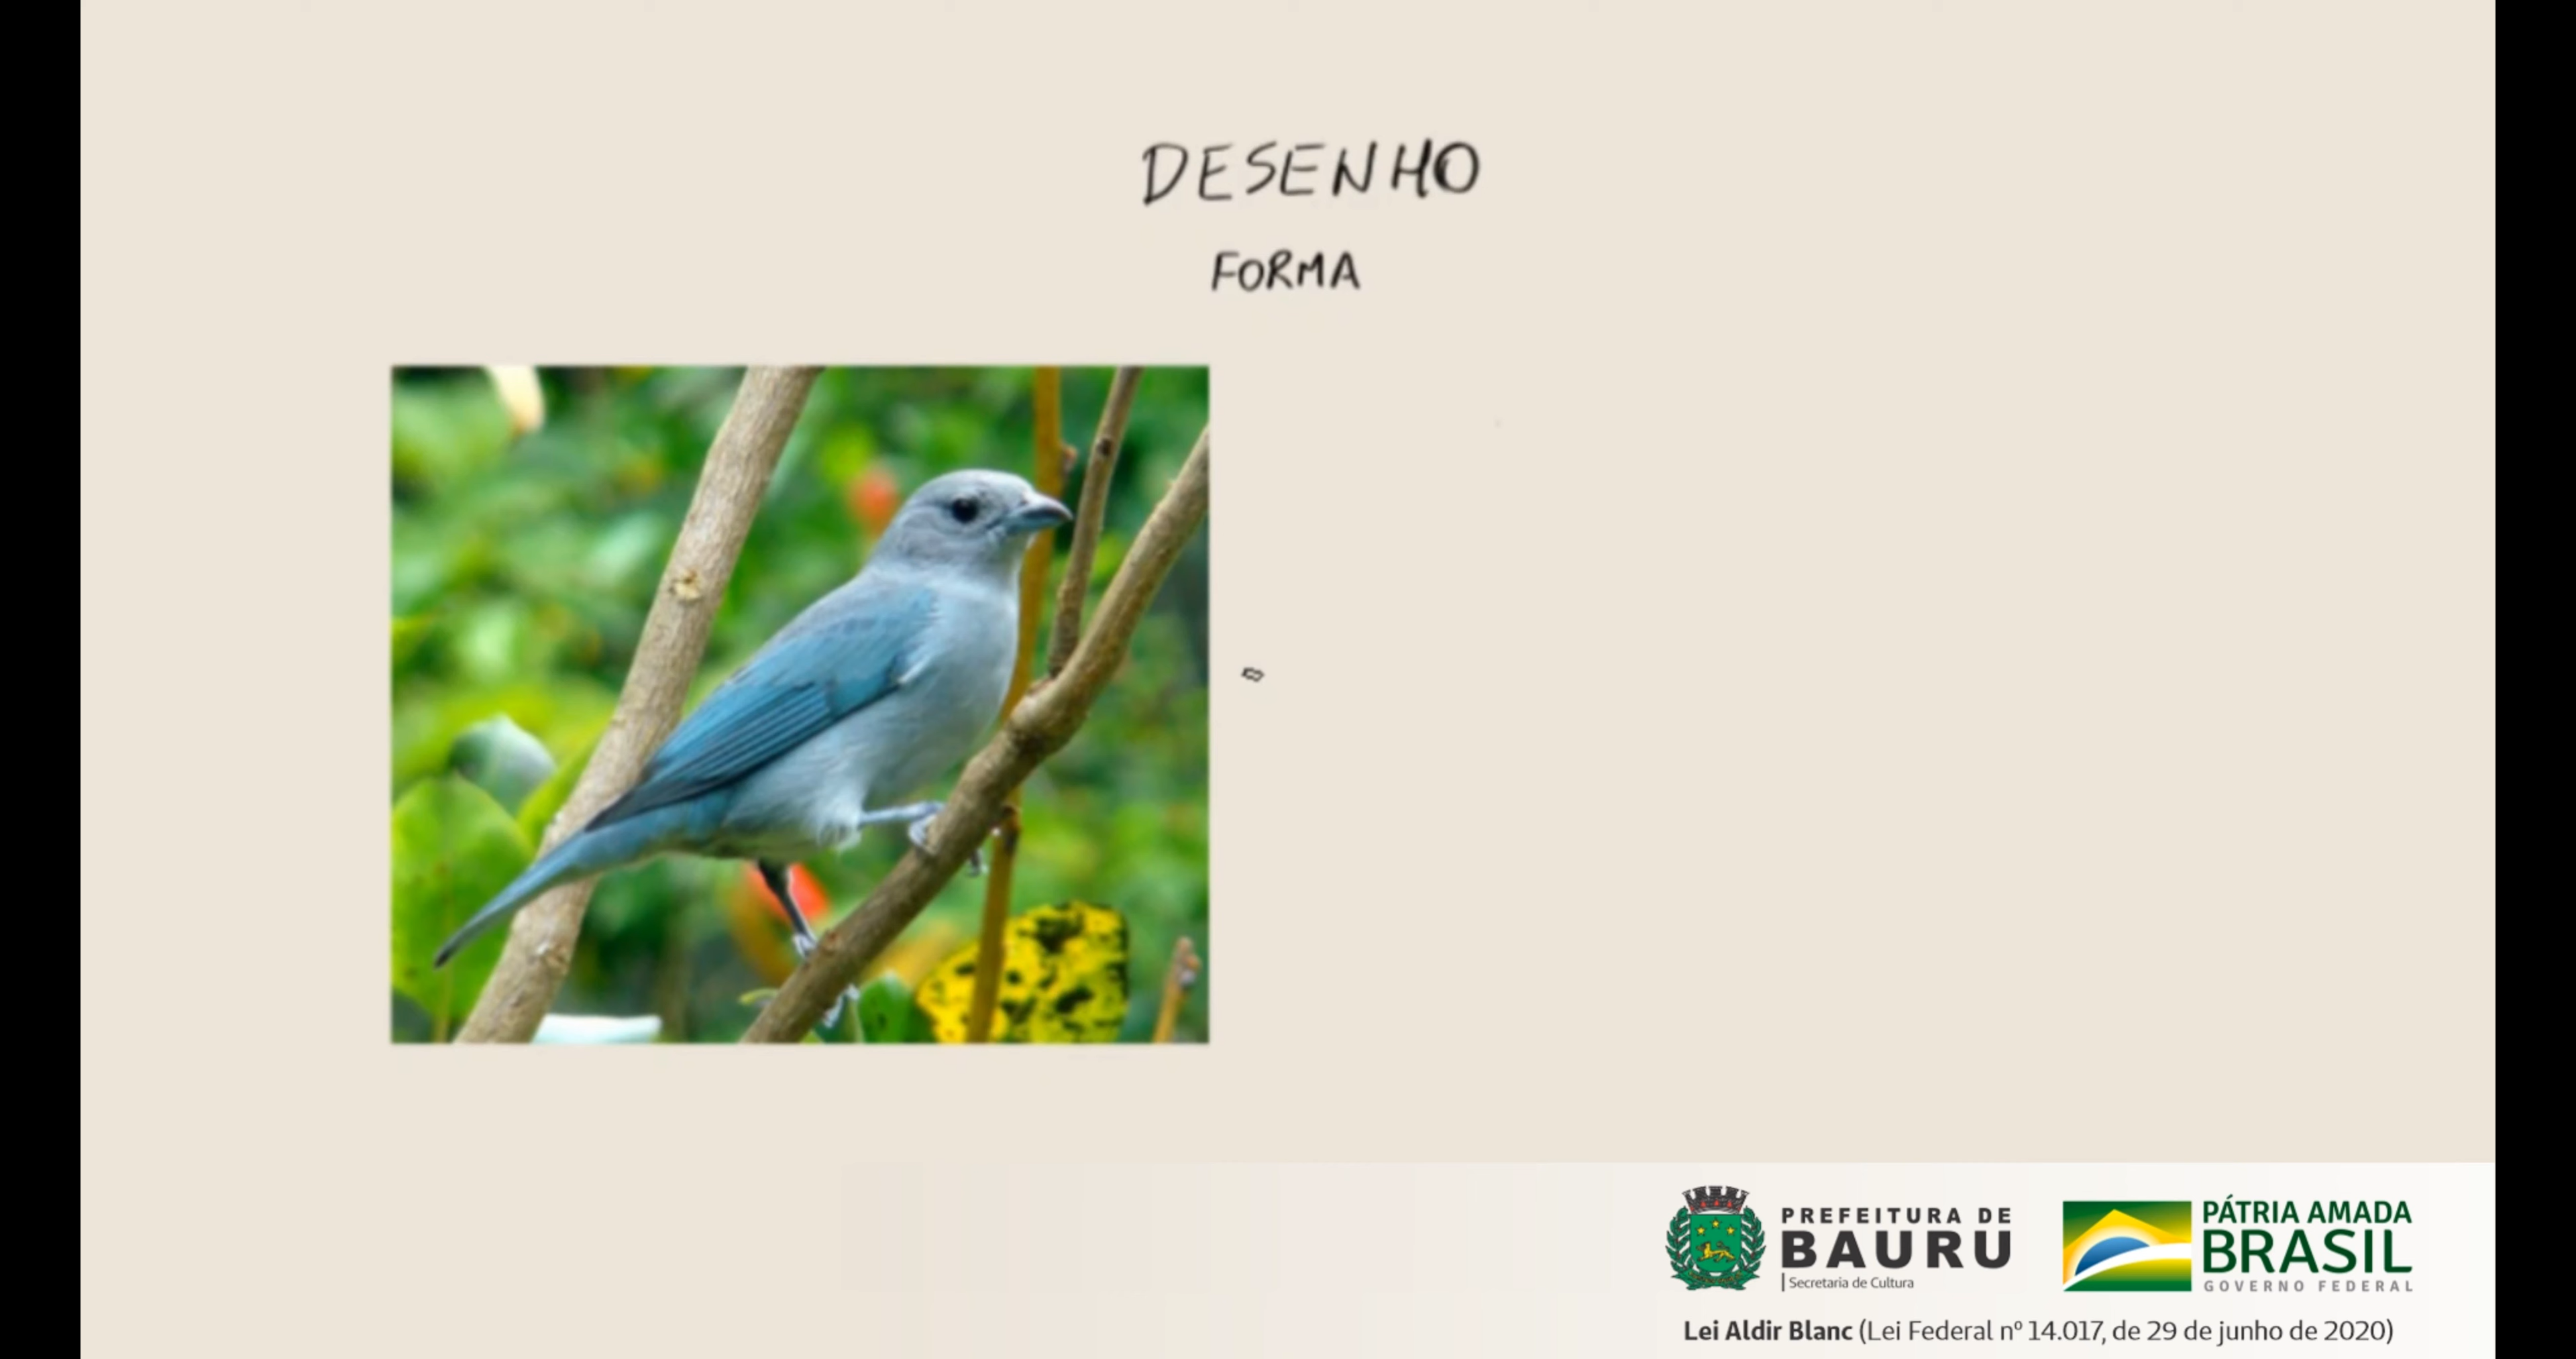 DESENHO
FORMA
PREFEITURA DE
BAURU
Secretaria de Cultura
PÁTRIA AMADA
BRASIL
GOVERNO FEDERAL
Lei Aldir Blanc (Lei Federal nº 14.017, de 29 de junho de 2020)